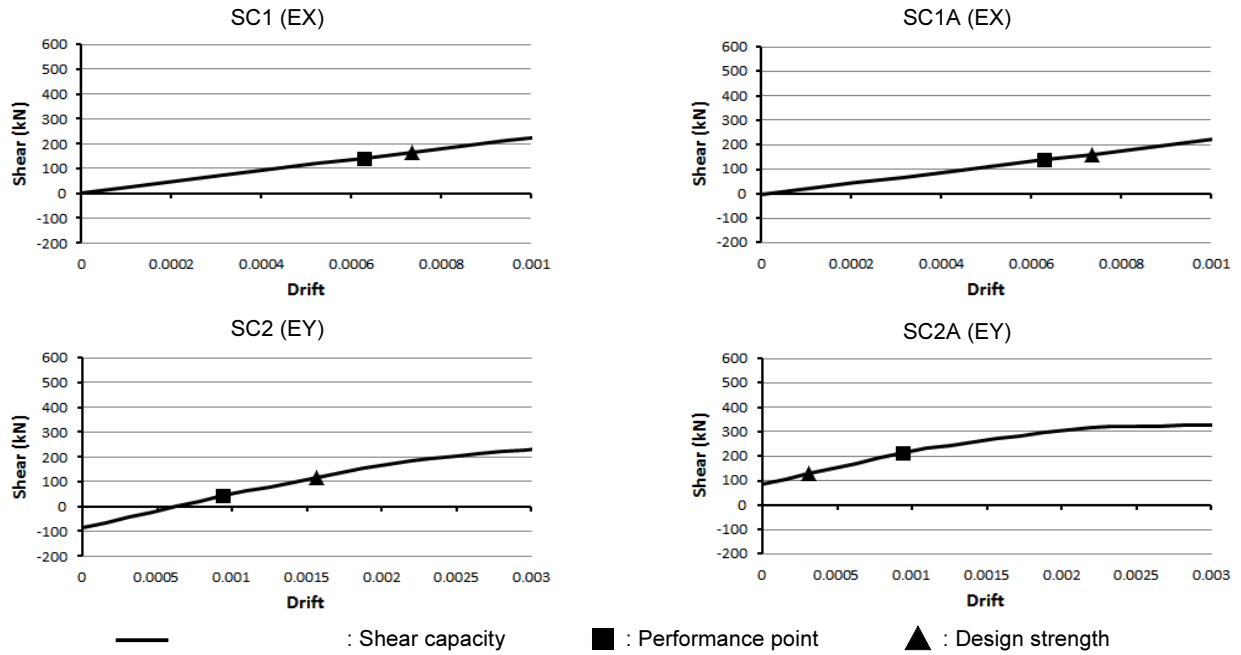 SC1 (EX)
600
500
400
300
200
100
0
-100
-200
Shear (kN)
0 0.0002 0.0004 0.0006 0.0008 0.001
Drift
SC1A (EX)
600
500
400
300
200
100
0
-100
-200
Shear (kN)
0 0.0002 0.0004 0.0006 0.0008 0.001
Drift
SC2 (EY)
600
500
400
300
200
100
0
-100
-200
Shear (kN)
0 0.0005 0.001 0.0015 0.002 0.0025 0.003
Drift
SC2A (EY)
600
500
400
300
200
100
0
-100
-200
Shear (kN)
0 0.0005 0.001 0.0015 0.002 0.0025 0.003
Drift
: Shear capacity : Performance point : Design strength